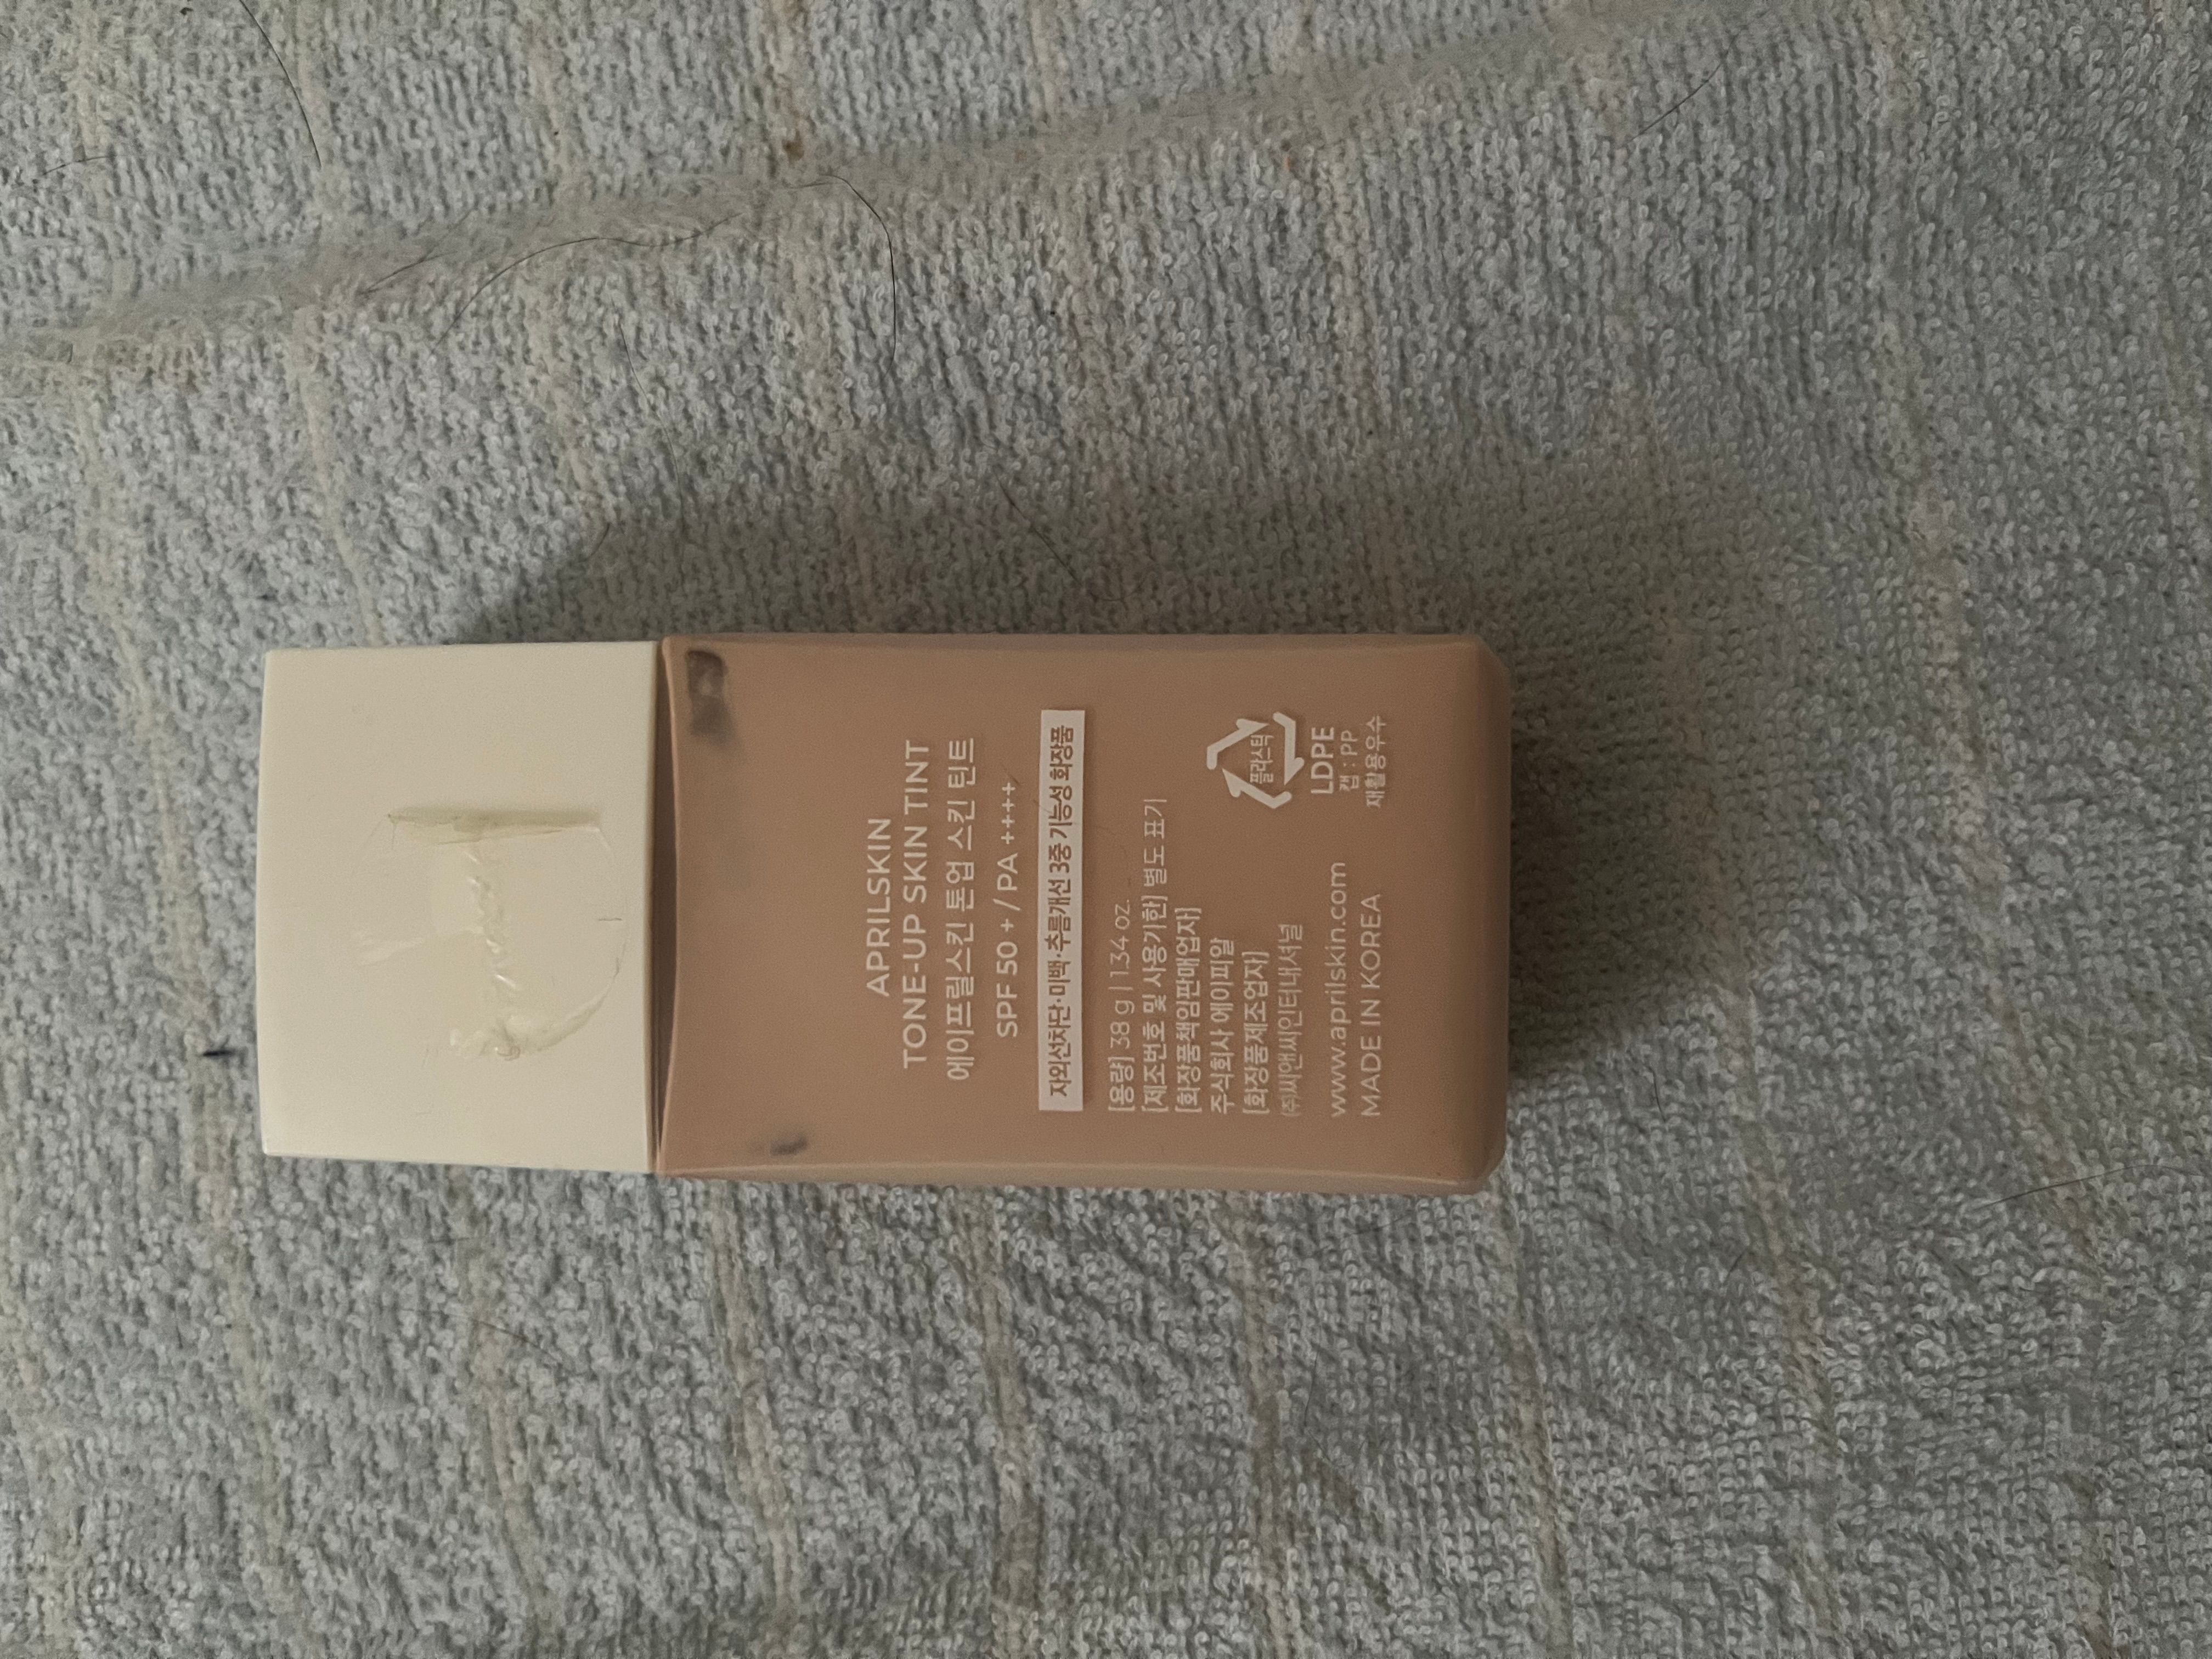 APRILSKIN
TONE-UP SKIN TINT
에이프릴스킨 톤업 스킨 틴트
SPF 50 + / PA ++++
자외선차단·미백·주름개선 3중 기능성 화장품
[용량] 38 g | 1.34 oz.
[제조번호 및 사용기한] 별도 표기
[화장품책임판매업자]
주식회사 에이피알
[화장품제조업자]
(주)씨앤씨인터내셔널
www.aprilskin.com
MADE IN KOREA
플라스틱
LDPE
캡 : PP
재활용우수